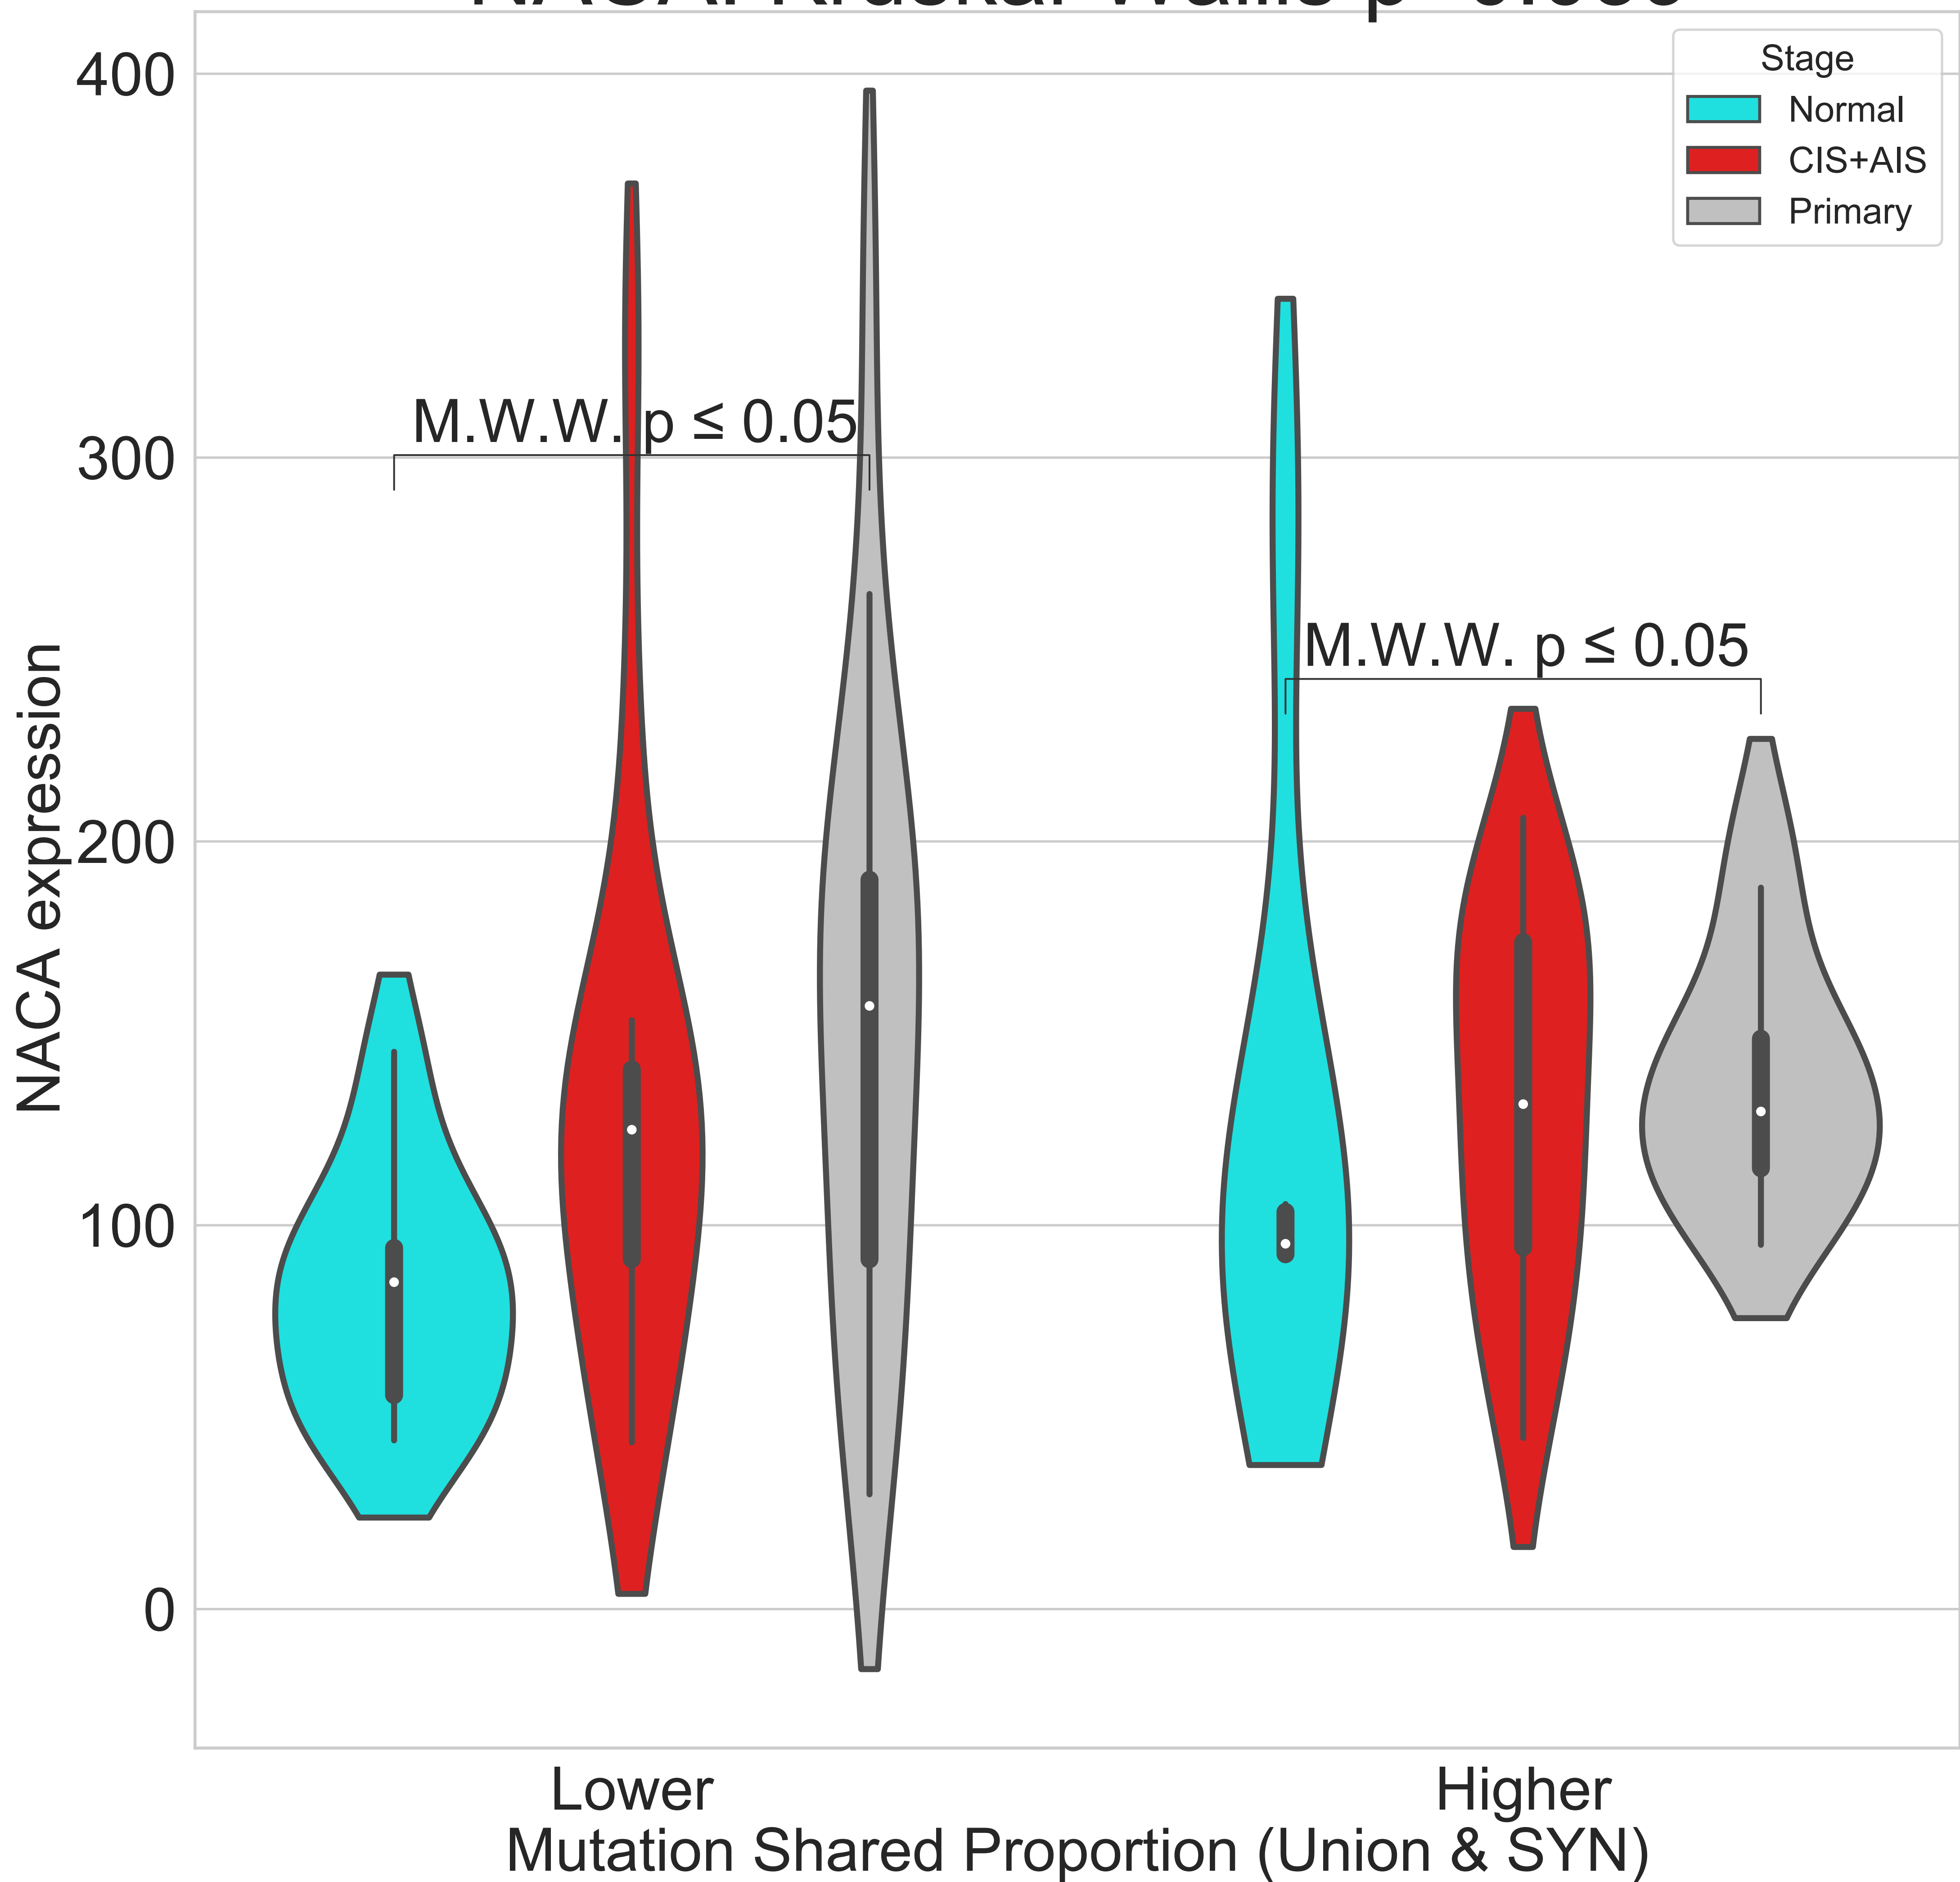 400
300
200
100
0
NACA expression
Stage
Normal
CIS+AIS
Primary
M.W.W. p ≤ 0.05
M.W.W. p ≤ 0.05
Lower
Higher
Mutation Shared Proportion (Union & SYN)